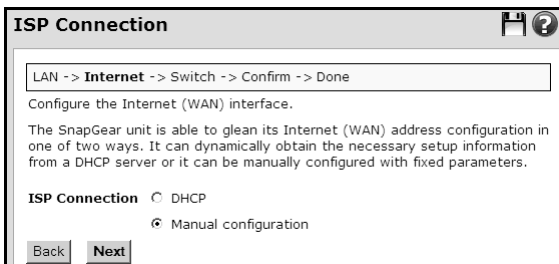 ISP Connection
LAN -> Internet -> Switch -> Confirm -> Done
Configure the Internet (WAN) interface.
The SnapGear unit is able to glean its Internet (WAN) address configuration in
one of two ways. It can dynamically obtain the necessary setup information
from a DHCP server or it can be manually configured with fixed parameters.
ISP Connection DHCP
Manual configuration
Back Next